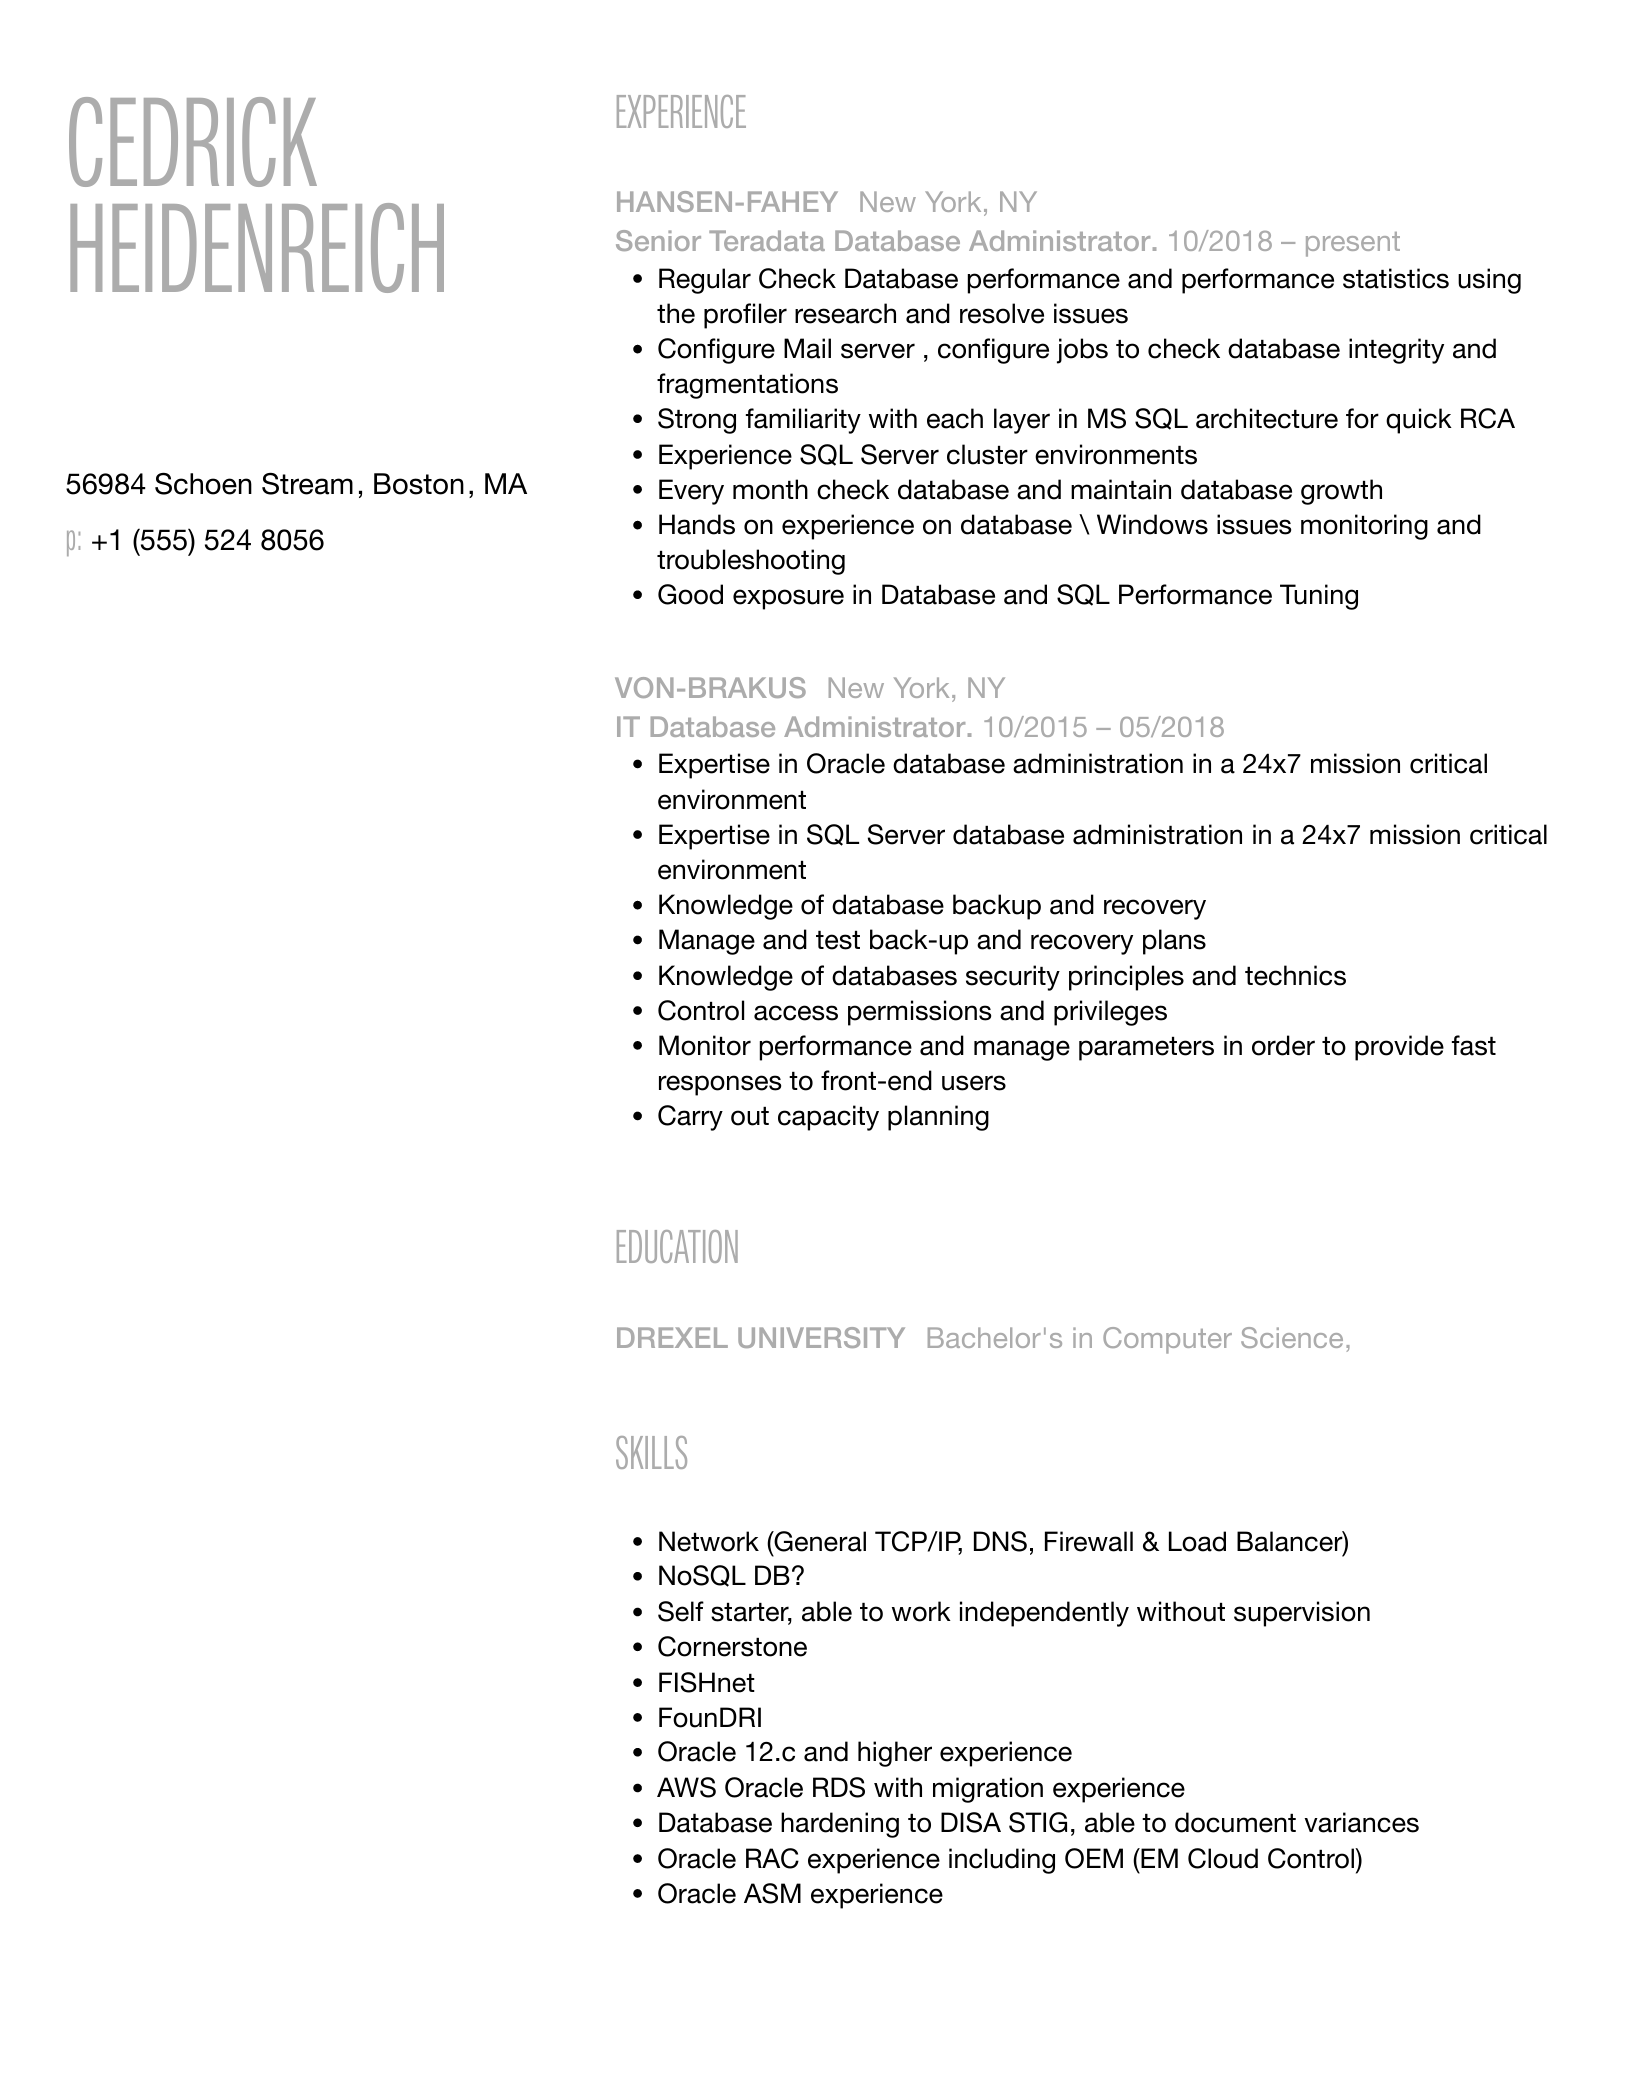 CEDRICK
HEIDENREICH
56984 Schoen Stream, Boston, MA
p: +1 (555) 524 8056
EXPERIENCE
HANSEN-FAHEY New York, NY
Senior Teradata Database Administrator. 10/2018 – present
• Regular Check Database performance and performance statistics using
the profiler research and resolve issues
• Configure Mail server , configure jobs to check database integrity and
fragmentations
• Strong familiarity with each layer in MS SQL architecture for quick RCA
• Experience SQL Server cluster environments
• Every month check database and maintain database growth
• Hands on experience on database \ Windows issues monitoring and
troubleshooting
• Good exposure in Database and SQL Performance Tuning
VON-BRAKUS New York, NY
IT Database Administrator. 10/2015 – 05/2018
• Expertise in Oracle database administration in a 24x7 mission critical
environment
• Expertise in SQL Server database administration in a 24x7 mission critical
environment
• Knowledge of database backup and recovery
• Manage and test back-up and recovery plans
• Knowledge of databases security principles and technics
• Control access permissions and privileges
• Monitor performance and manage parameters in order to provide fast
responses to front-end users
• Carry out capacity planning
EDUCATION
DREXEL UNIVERSITY Bachelor's in Computer Science,
SKILLS
• Network (General TCP/IP, DNS, Firewall & Load Balancer)
• NoSQL DB?
• Self starter, able to work independently without supervision
• Cornerstone
• FISHnet
• FounDRI
• Oracle 12.c and higher experience
• AWS Oracle RDS with migration experience
• Database hardening to DISA STIG, able to document variances
• Oracle RAC experience including OEM (EM Cloud Control)
• Oracle ASM experience